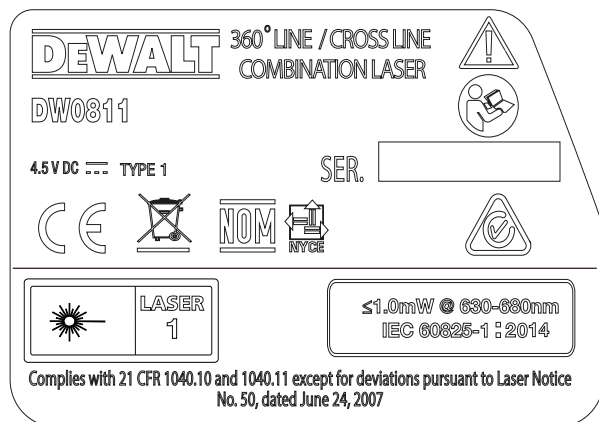 DEWALT
360° LINE / CROSS LINE
COMBINATION LASER
DW0811
4.5 V DC TYPE 1
SER.
CE
NOM
NYCE
LASER
1
≤1.0mW @ 630-680nm
IEC 60825-1:2014
Complies with 21 CFR 1040.10 and 1040.11 except for deviations pursuant to Laser Notice
No. 50, dated June 24, 2007